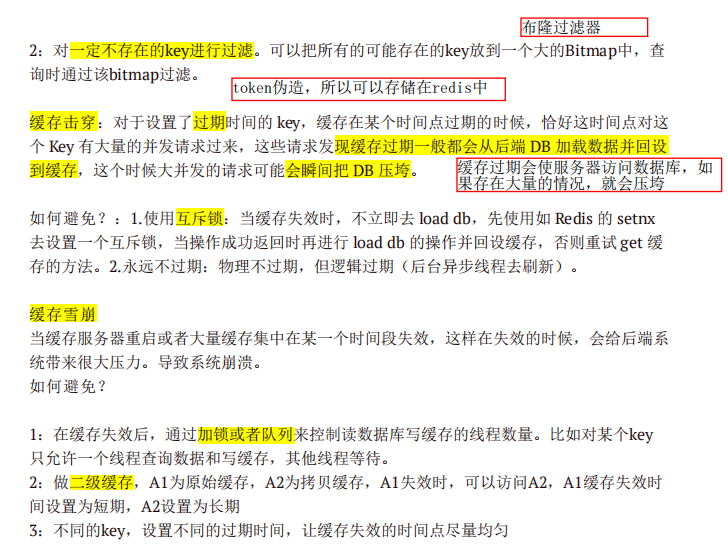 布隆过滤器
2：对一定不存在的key进行过滤。可以把所有的可能存在的key放到一个大的Bitmap中，查
询时通过该bitmap过滤。
token伪造，所以可以存储在redis中
缓存击穿：对于设置了过期时间的 key，缓存在某个时间点过期的时候，恰好这时间点对这
个 Key 有大量的并发请求过来，这些请求发现缓存过期一般都会从后端 DB 加载数据并回设
到缓存，这个时候大并发的请求可能会瞬间把 DB 压垮。
缓存过期会使服务器访问数据库，如
果存在大量的情况，就会压垮
如何避免？：1.使用互斥锁：当缓存失效时，不立即去 load db，先使用如 Redis 的 setnx
去设置一个互斥锁，当操作成功返回时再进行 load db 的操作并回设缓存，否则重试 get 缓
存的方法。2.永远不过期：物理不过期，但逻辑过期（后台异步线程去刷新）。
缓存雪崩
当缓存服务器重启或者大量缓存集中在某一个时间段失效，这样在失效的时候，会给后端系
统带来很大压力。导致系统崩溃。
如何避免？
1：在缓存失效后，通过加锁或者队列来控制读数据库写缓存的线程数量。比如对某个key
只允许一个线程查询数据和写缓存，其他线程等待。
2：做二级缓存，A1为原始缓存，A2为拷贝缓存，A1失效时，可以访问A2，A1缓存失效时
间设置为短期，A2设置为长期
3：不同的key，设置不同的过期时间，让缓存失效的时间点尽量均匀